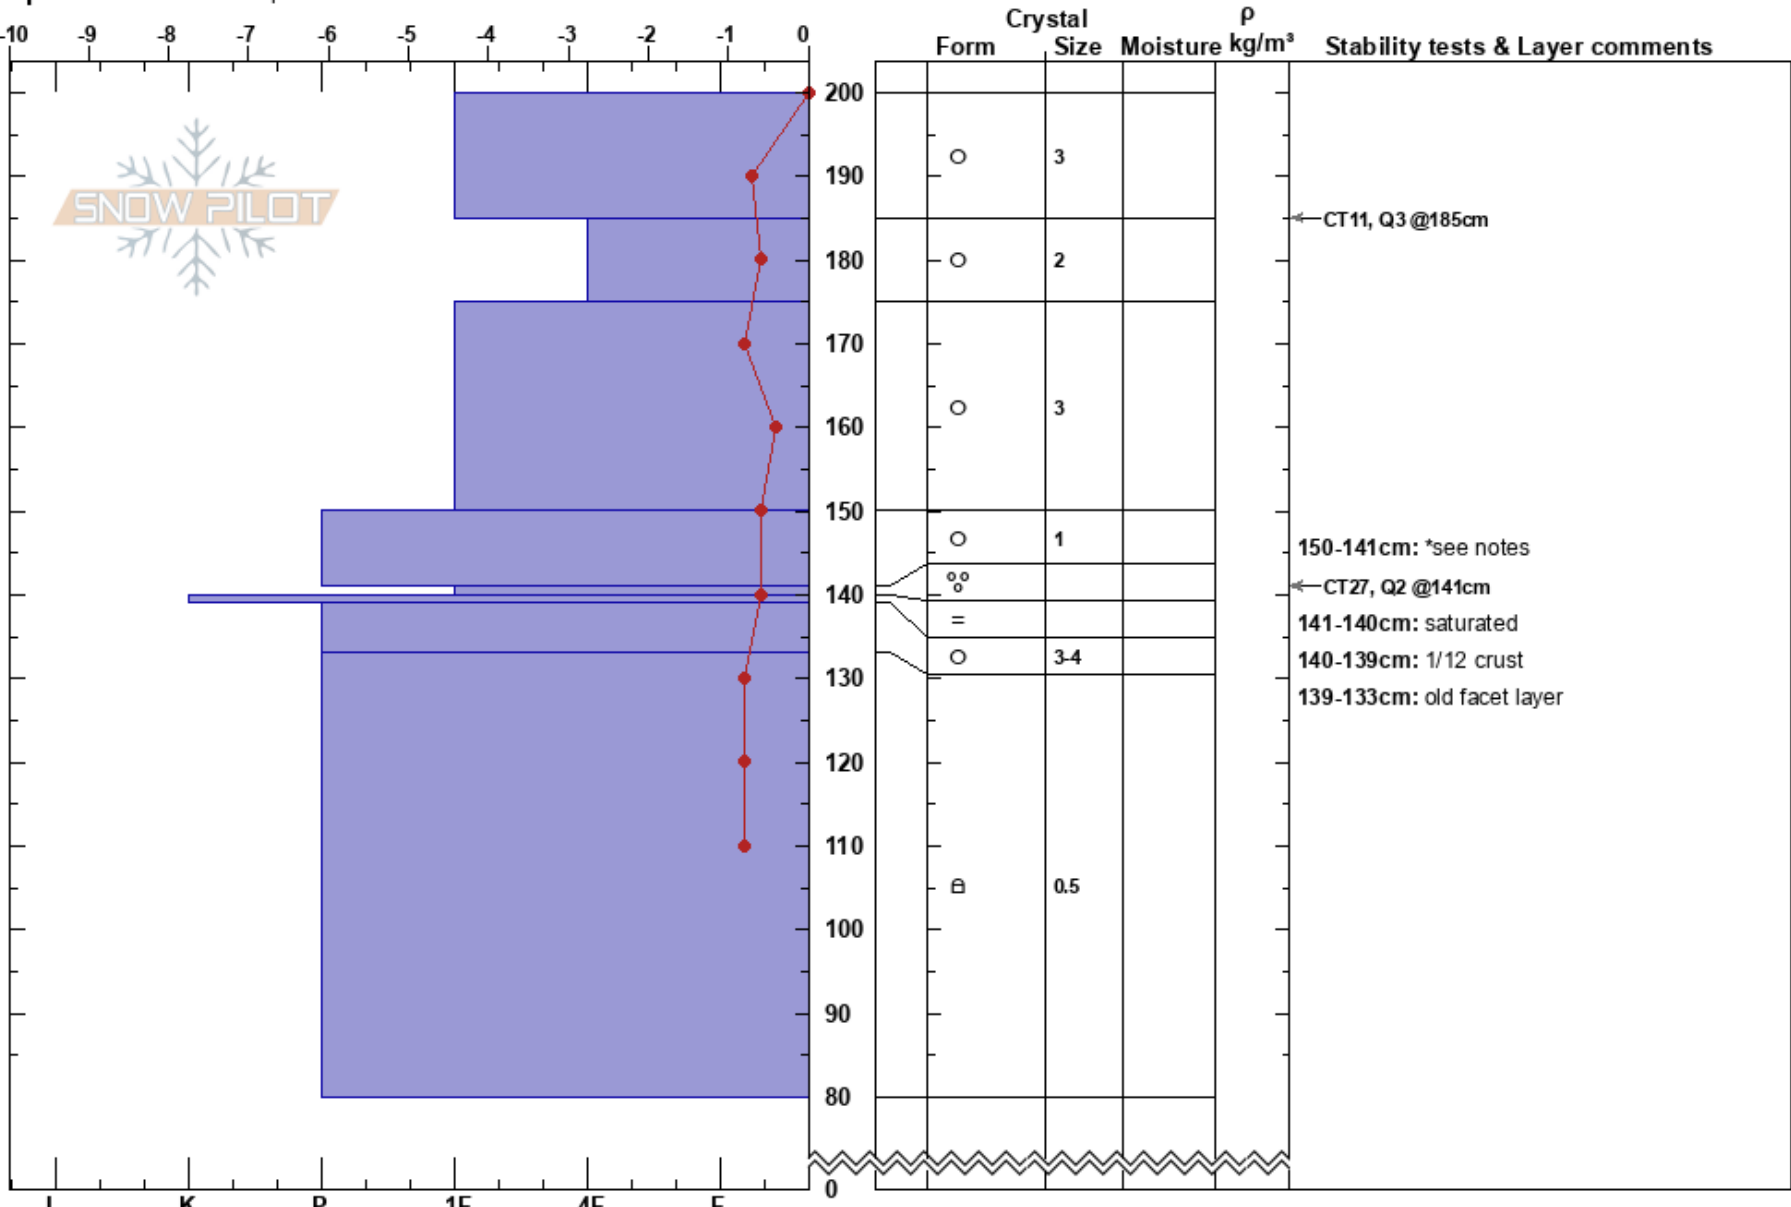 Crystal ρ
-10 -9 -8 -7 -6 -5 -4 -3 -2 -1 0 Form Size Moisture kg/m³ Stability tests & Layer comments
200
SNOW PILOT
3
190
CT11, Q3 @185cm
180 2
170
3
160
150
1
150-141cm: *see notes
140 CT27, Q2 @141cm
= 141-140cm: saturated
3-4 140-139cm: 1/12 crust
130
139-133cm: old facet layer
120
110
0.5
100
90
80
0
I K P 1F 4F F